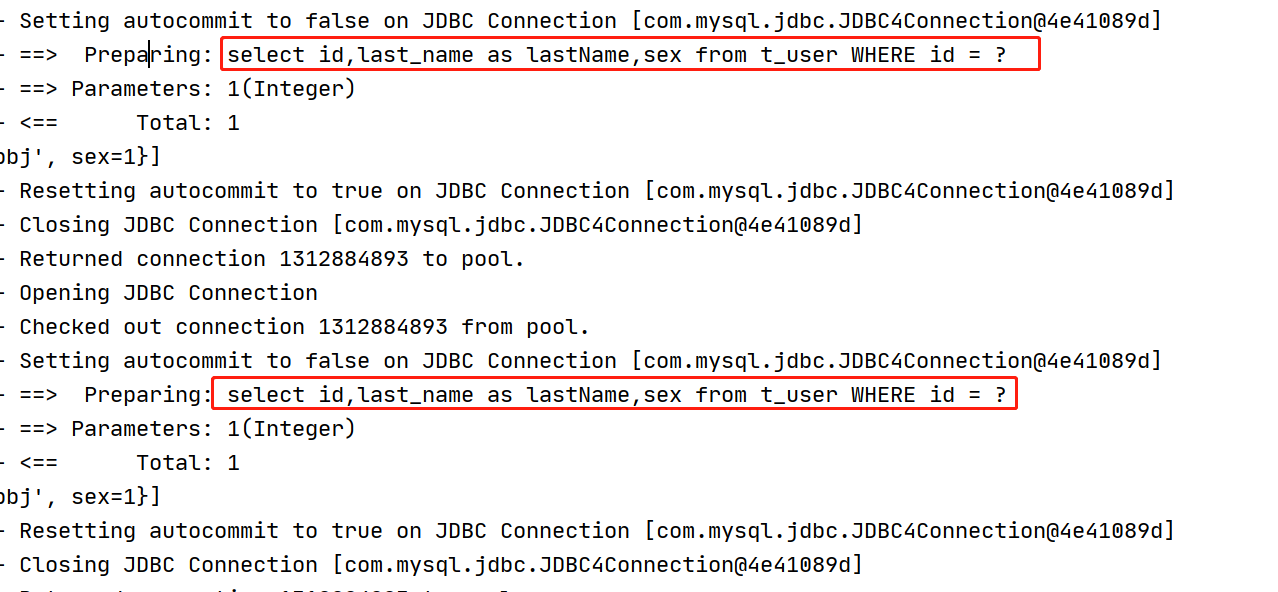 - Setting autocommit to false on JDBC Connection [com.mysql.jdbc.JDBC4Connection@4e41089d]
- ==>  Preparing: select id,last_name as lastName,sex from t_user WHERE id = ?
- ==> Parameters: 1(Integer)
- <==      Total: 1
bj', sex=1}]
- Resetting autocommit to true on JDBC Connection [com.mysql.jdbc.JDBC4Connection@4e41089d]
- Closing JDBC Connection [com.mysql.jdbc.JDBC4Connection@4e41089d]
- Returned connection 1312884893 to pool.
- Opening JDBC Connection
- Checked out connection 1312884893 from pool.
- Setting autocommit to false on JDBC Connection [com.mysql.jdbc.JDBC4Connection@4e41089d]
- ==>  Preparing: select id,last_name as lastName,sex from t_user WHERE id = ?
- ==> Parameters: 1(Integer)
- <==      Total: 1
bj', sex=1}]
- Resetting autocommit to true on JDBC Connection [com.mysql.jdbc.JDBC4Connection@4e41089d]
- Closing JDBC Connection [com.mysql.jdbc.JDBC4Connection@4e41089d]